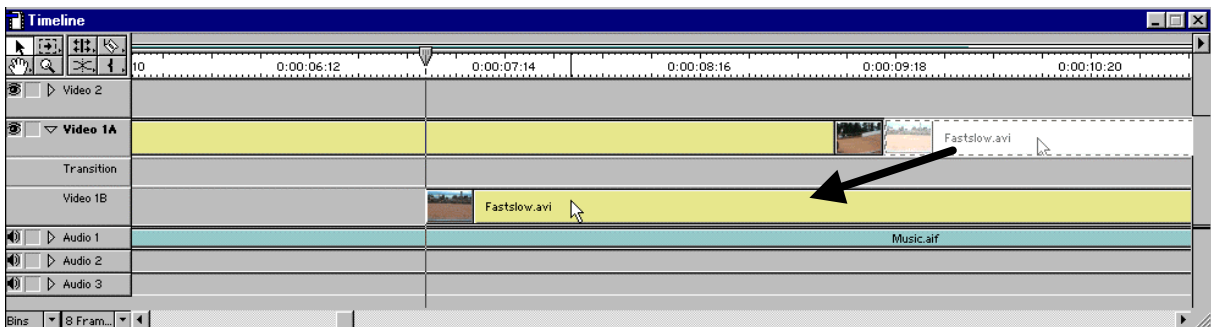 Timeline
10 0:00:06:12 0:00:07:14 0:00:08:16 0:00:09:18 0:00:10:20
Video 2
Video 1A
Fastslow.avi
Transition
Video 1B
Fastslow.avi
Audio 1
Music.aif
Audio 2
Audio 3
Bins 8 Fram...